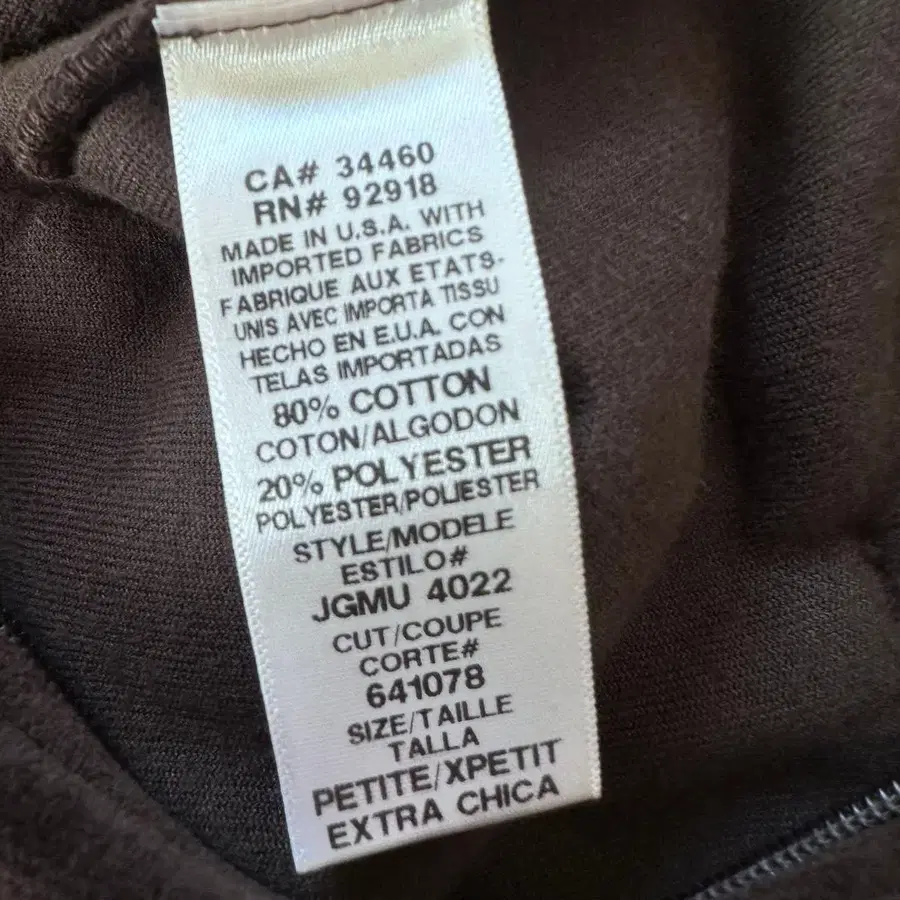 CA# 34460
RN# 92918
MADE IN U.S.A. WITH
IMPORTED FABRICS
FABRIQUE AUX ETATS-
UNIS AVEC IMPORTA TISSU
HECHO EN E.U.A. CON
TELAS IMPORTADAS
80% COTTON
COTON/ALGODON
20% POLYESTER
POLYESTER/POLIESTER
STYLE/MODELE
ESTILO#
JGMU 4022
CUT/COUPE
CORTE#
641078
SIZE/TAILLE
TALLA
PETITE/XPETIT
EXTRA CHICA